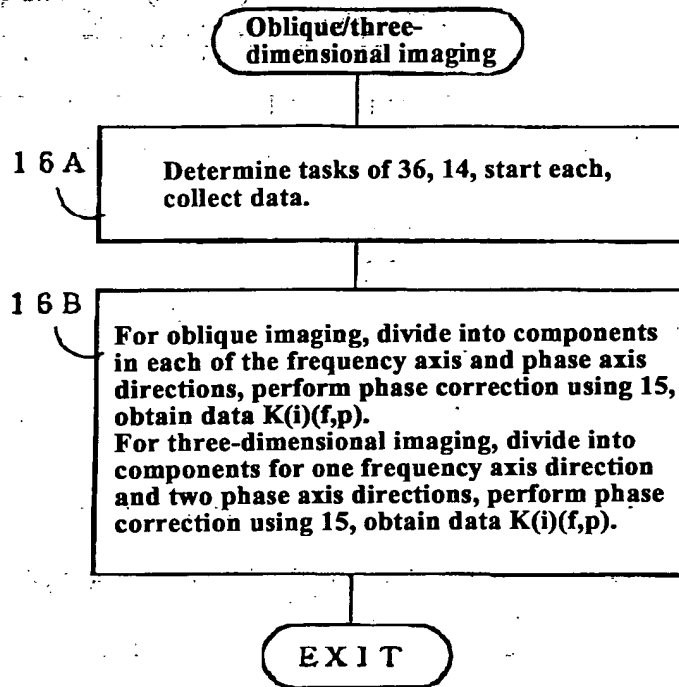 Oblique/three-
dimensional imaging
16A
Determine tasks of 36, 14, start each,
collect data.
16B
For oblique imaging, divide into components
in each of the frequency axis and phase axis
directions, perform phase correction using 15,
obtain data K(i)(f,p).
For three-dimensional imaging, divide into
components for one frequency axis direction
and two phase axis directions, perform phase
correction using 15, obtain data K(i)(f,p).
EXIT